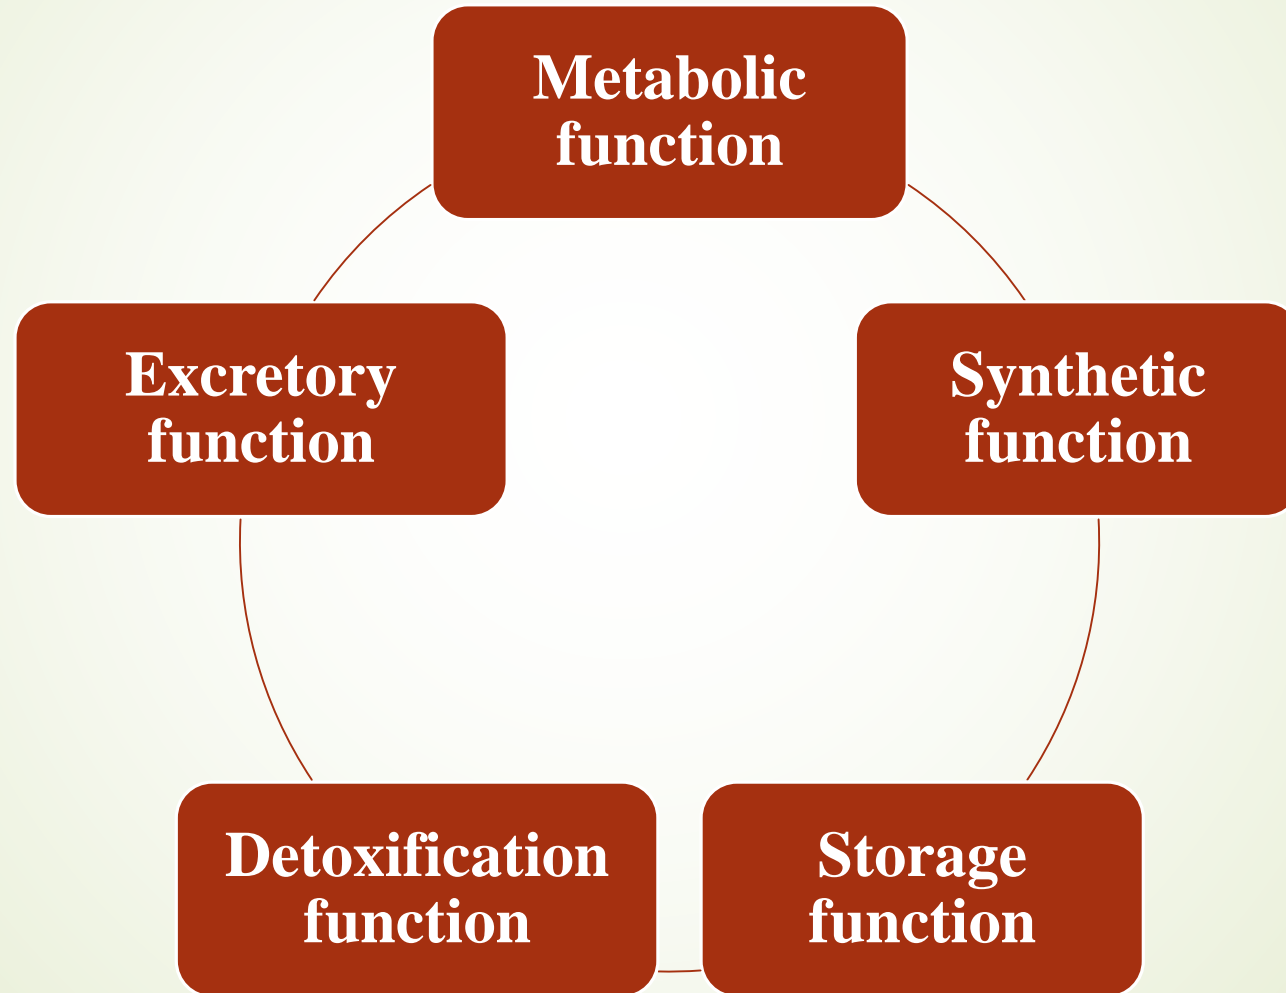 Metabolic
function
Excretory
function
Synthetic
function
Detoxification
function
Storage
function